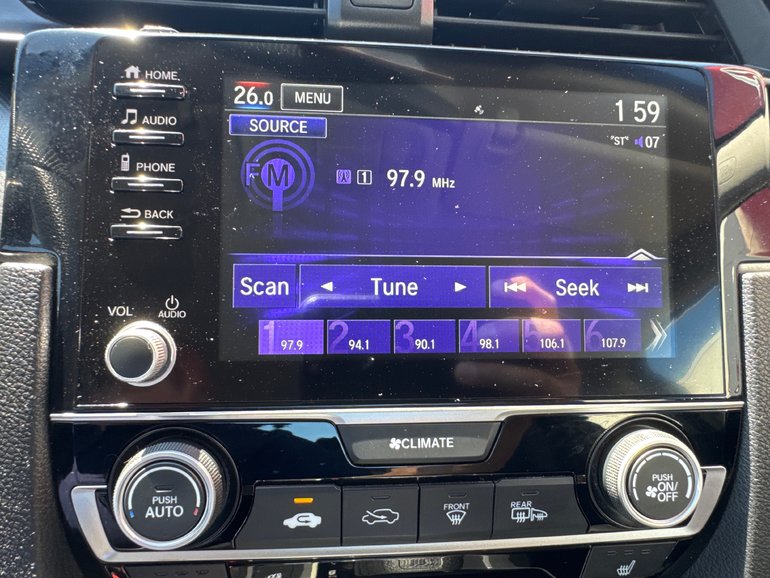 HOME
AUDIO
PHONE
BACK
VOL
AUDIO
26.0 MENU 1 59
SOURCE
"ST" 07
FM 1 97.9 MHz
Scan Tune Seek
1 97.9 2 94.1 3 90.1 4 98.1 5 106.1 6 107.9
CLIMATE
PUSH AUTO
FRONT
REAR
PUSH ON/OFF